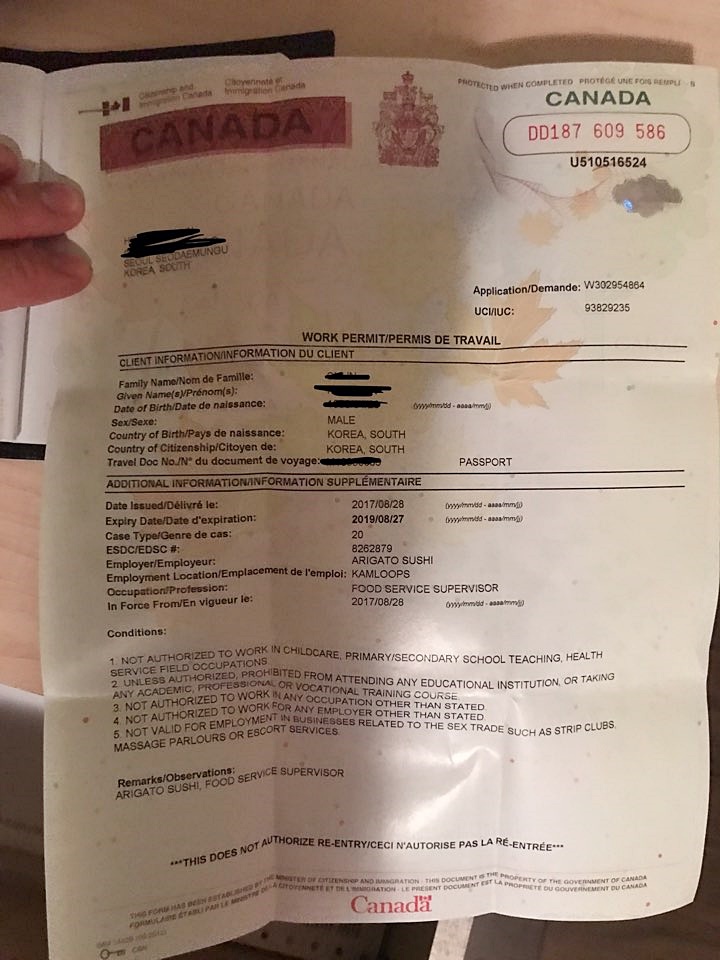 Citizenship and Immigration Canada Citoyenneté et Immigration Canada
PROTECTED WHEN COMPLETED PROTÉGÉ UNE FOIS REMPLI - B
CANADA
CANADA
DD187 609 586
U510516524
SEOUL SEODAEMUNGU
KOREA SOUTH
Application/Demande: W302954864
UCI/IUC: 93829235
WORK PERMIT/PERMIS DE TRAVAIL
CLIENT INFORMATION/INFORMATION DU CLIENT
Family Name/Nom de Famille:
Given Name(s)/Prénom(s):
Date of Birth/Date de naissance: (yyyy/mm/dd - aaaa/mm/jj)
Sex/Sexe: MALE
Country of Birth/Pays de naissance: KOREA, SOUTH
Country of Citizenship/Citoyen de: KOREA, SOUTH
Travel Doc No./N° du document de voyage: PASSPORT
ADDITIONAL INFORMATION/INFORMATION SUPPLÉMENTAIRE
Date Issued/Délivré le: 2017/08/28 (yyyy/mm/dd - aaaa/mm/jj)
Expiry Date/Date d'expiration: 2019/08/27 (yyyy/mm/dd - aaaa/mm/jj)
Case Type/Genre de cas: 20
ESDC/EDSC #: 8262879
Employer/Employeur: ARIGATO SUSHI
Employment Location/Emplacement de l'emploi: KAMLOOPS
Occupation/Profession: FOOD SERVICE SUPERVISOR
In Force From/En vigueur le: 2017/08/28 (yyyy/mm/dd - aaaa/mm/jj)
Conditions:
1. NOT AUTHORIZED TO WORK IN CHILDCARE, PRIMARY/SECONDARY SCHOOL TEACHING, HEALTH
SERVICE FIELD OCCUPATIONS
2. UNLESS AUTHORIZED, PROHIBITED FROM ATTENDING ANY EDUCATIONAL INSTITUTION, OR TAKING
ANY ACADEMIC, PROFESSIONAL OR VOCATIONAL TRAINING COURSE.
3. NOT AUTHORIZED TO WORK IN ANY OCCUPATION OTHER THAN STATED.
4. NOT AUTHORIZED TO WORK FOR ANY EMPLOYER OTHER THAN STATED.
5. NOT VALID FOR EMPLOYMENT IN BUSINESSES RELATED TO THE SEX TRADE SUCH AS STRIP CLUBS,
MASSAGE PARLOURS OR ESCORT SERVICES.
Remarks/Observations:
ARIGATO SUSHI, FOOD SERVICE SUPERVISOR
***THIS DOES NOT AUTHORIZE RE-ENTRY/CECI N'AUTORISE PAS LA RÉ-ENTRÉE***
THIS FORM HAS BEEN ESTABLISHED BY THE MINISTER OF CITIZENSHIP AND IMMIGRATION - THIS DOCUMENT IS THE PROPERTY OF THE GOVERNMENT OF CANADA
FORMULAIRE ÉTABLI PAR LE MINISTRE DE LA CITOYENNETÉ ET DE L'IMMIGRATION - LE PRÉSENT DOCUMENT EST LA PROPRIÉTÉ DU GOUVERNEMENT DU CANADA
Canada